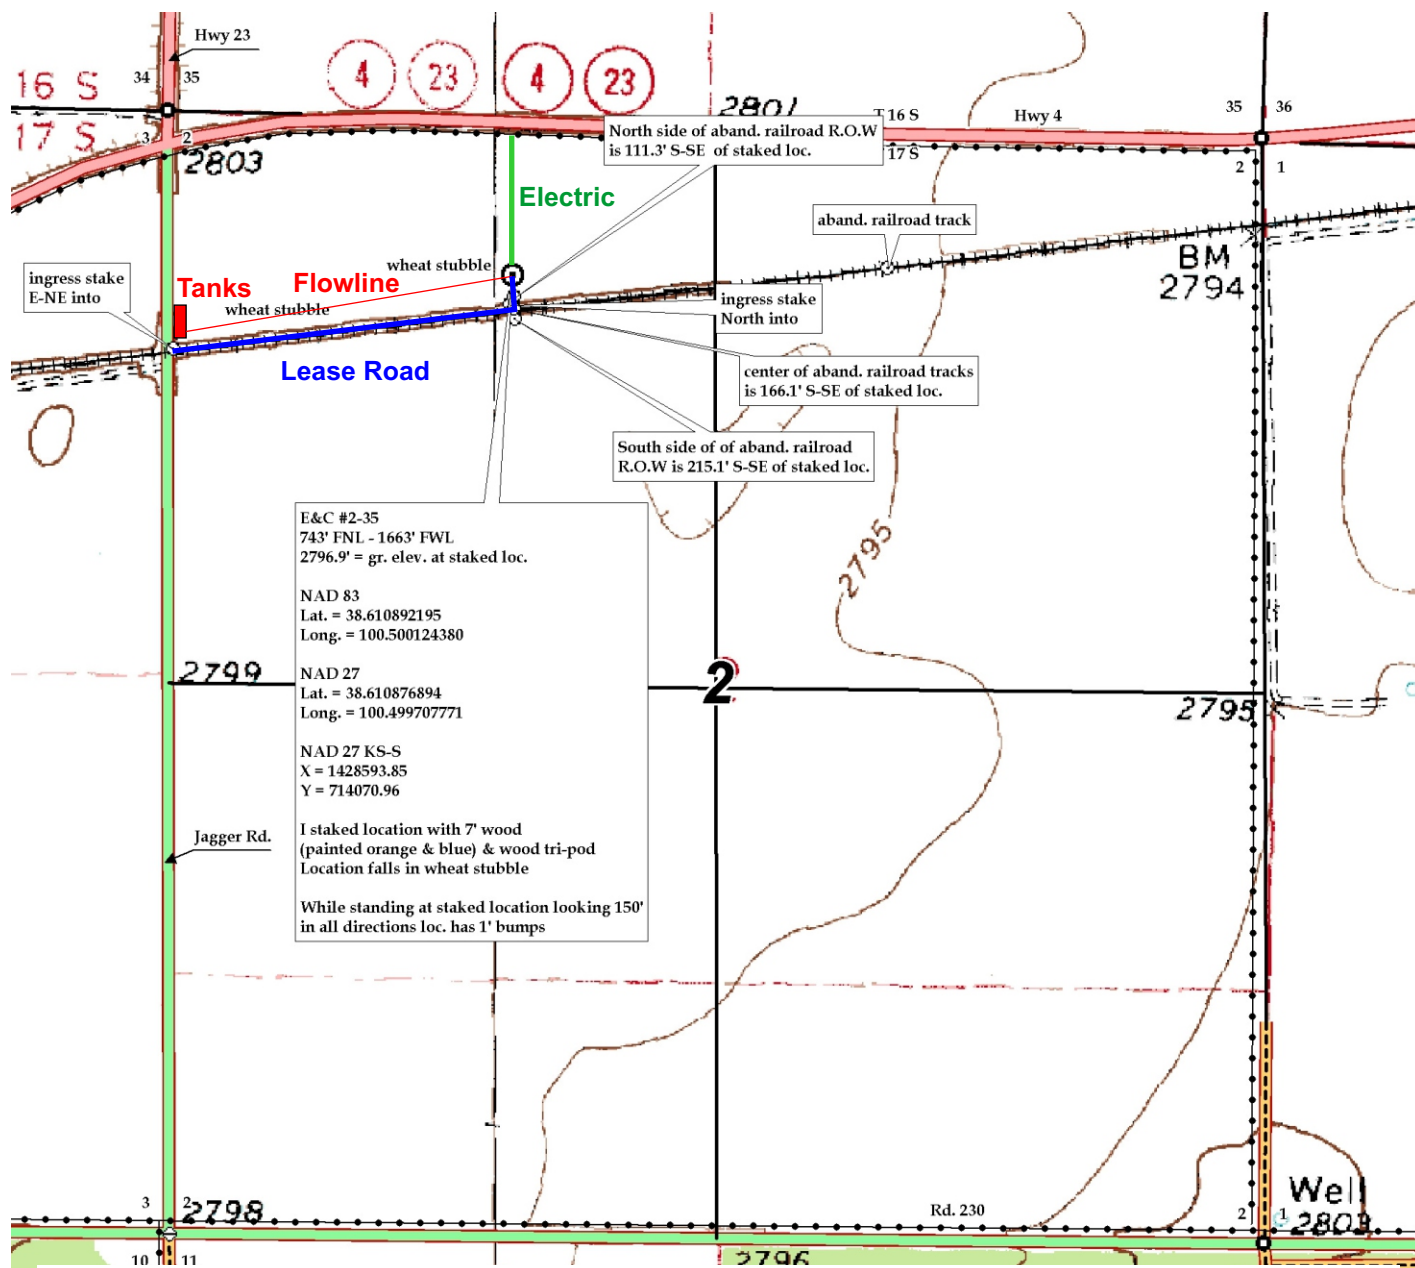 Hwy 23
34 35
4 23 4 23
16 S
17 S
2801
T 16 S
Hwy 4
35 36
3 2
2803
North side of aband. railroad R.O.W
is 111.3' S-SE of staked loc.
17 S
2 1
Electric
aband. railroad track
BM
2794
ingress stake
E-NE into
Tanks
Flowline
wheat stubble
wheat stubble
ingress stake
North into
Lease Road
center of aband. railroad tracks
is 166.1' S-SE of staked loc.
South side of of aband. railroad
R.O.W is 215.1' S-SE of staked loc.
E&C #2-35
743' FNL - 1663' FWL
2796.9' = gr. elev. at staked loc.
NAD 83
Lat. = 38.610892195
Long. = 100.500124380
NAD 27
Lat. = 38.610876894
Long. = 100.499707771
NAD 27 KS-S
X = 1428593.85
Y = 714070.96
I staked location with 7' wood
(painted orange & blue) & wood tri-pod
Location falls in wheat stubble
While standing at staked location looking 150'
in all directions loc. has 1' bumps
2795
2799
2
2795
Jagger Rd.
Well
2803
3 2
2798
Rd. 230
2 1
10 11
2796